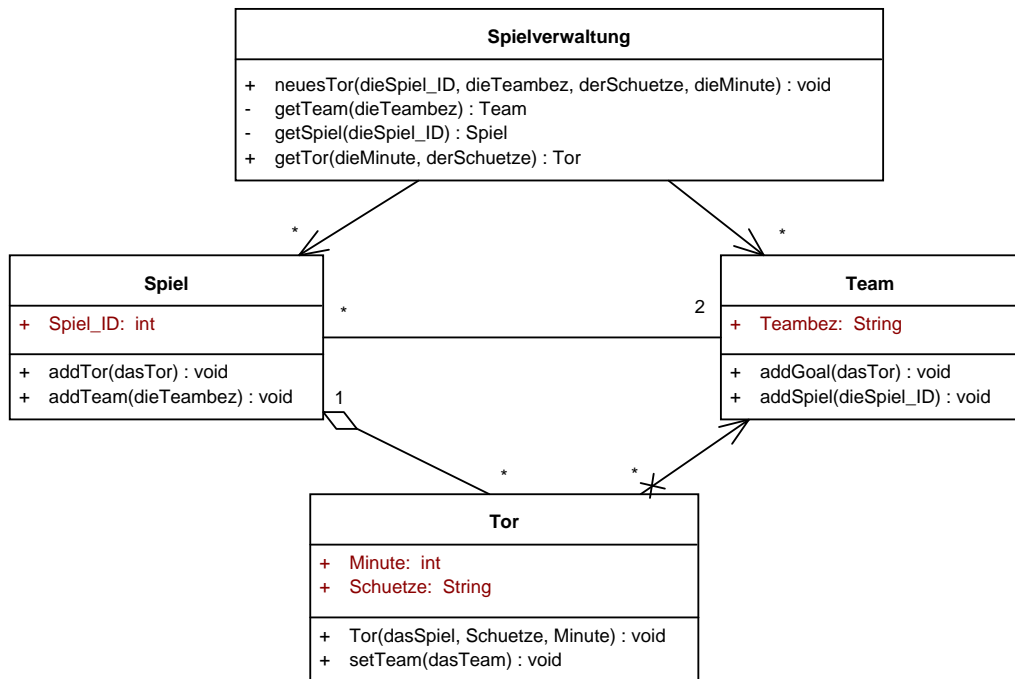 Spielverwaltung
+ neuesTor(dieSpiel_ID, dieTeambez, derSchuetze, dieMinute) : void
- getTeam(dieTeambez) : Team
- getSpiel(dieSpiel_ID) : Spiel
+ getTor(dieMinute, derSchuetze) : Tor
*
*
Spiel
+ Spiel_ID: int
+ addTor(dasTor) : void
+ addTeam(dieTeambez) : void
*
2
Team
+ Teambez: String
+ addGoal(dasTor) : void
+ addSpiel(dieSpiel_ID) : void
1
*
*
Tor
+ Minute: int
+ Schuetze: String
+ Tor(dasSpiel, Schuetze, Minute) : void
+ setTeam(dasTeam) : void